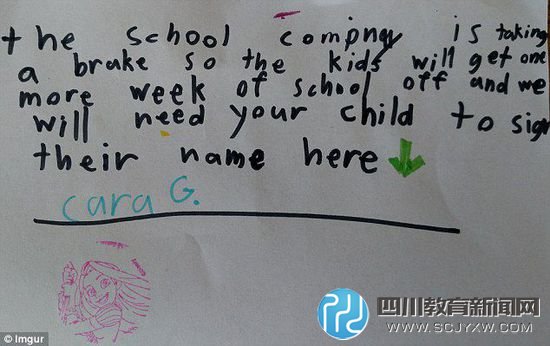 the school compny is taking
a brake so the kids will get one
more week of school off and we
will need your child to sign
their name here
Cara G.
© Imgur
四川教育新闻网
WWW.SCJYXW.COM